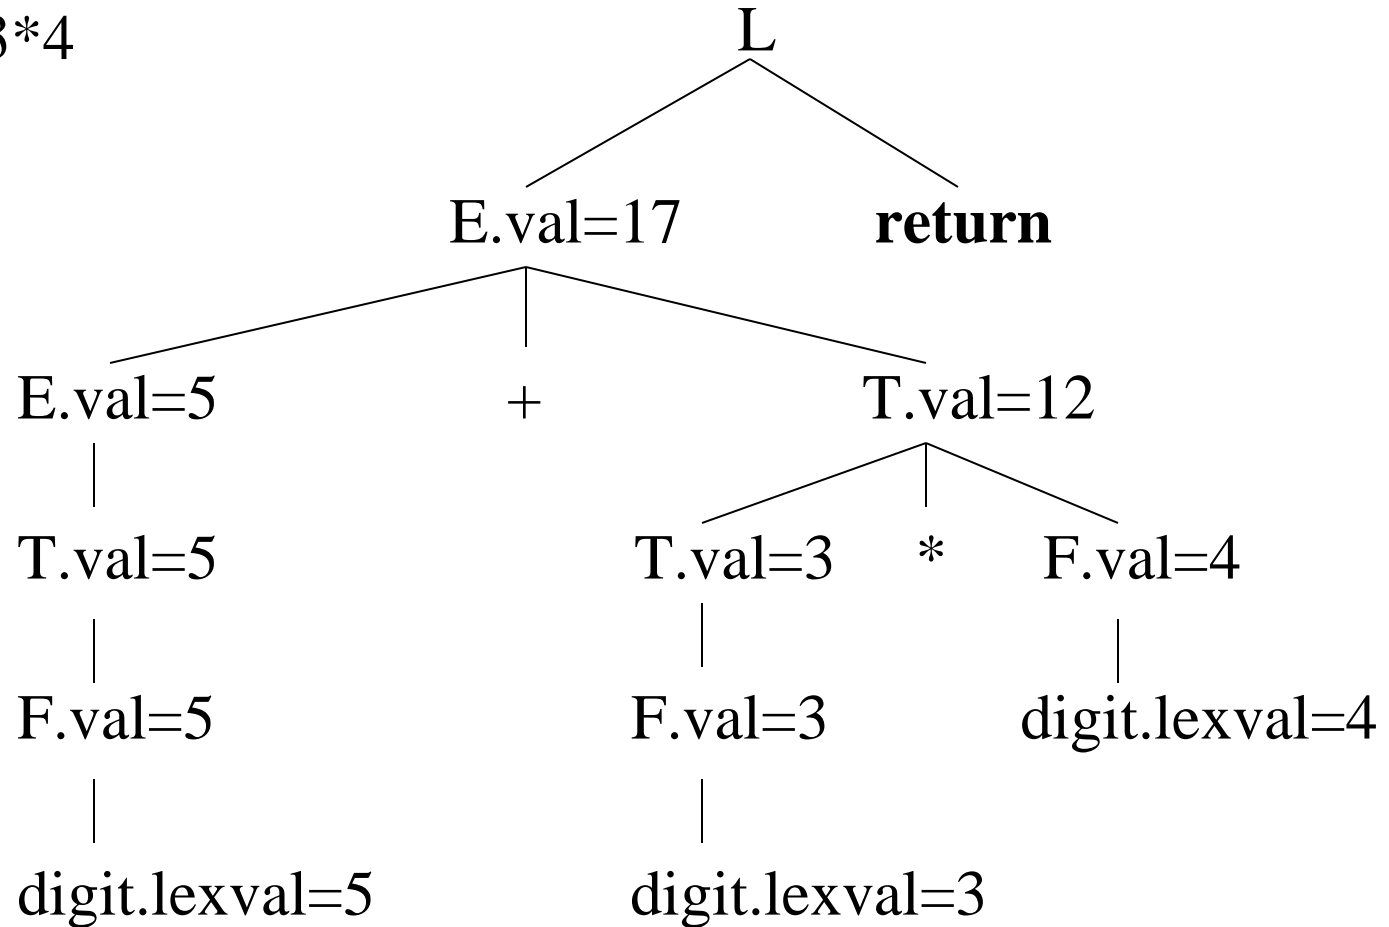 3*4
L
E.val=17 return
E.val=5 + T.val=12
T.val=5 T.val=3 * F.val=4
F.val=5 F.val=3 digit.lexval=4
digit.lexval=5 digit.lexval=3